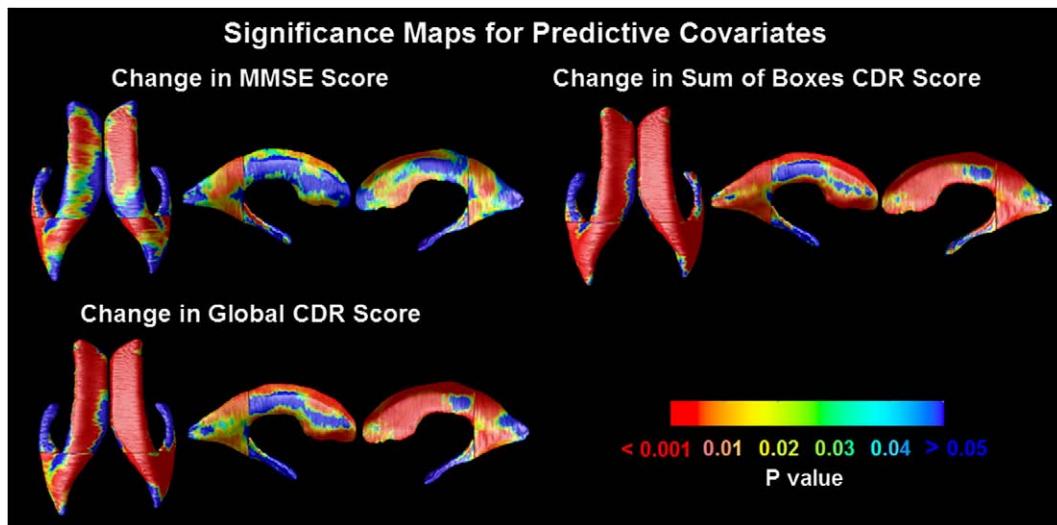 Significance Maps for Predictive Covariates
Change in MMSE Score
Change in Sum of Boxes CDR Score
Change in Global CDR Score
< 0.001 0.01 0.02 0.03 0.04 > 0.05
P value